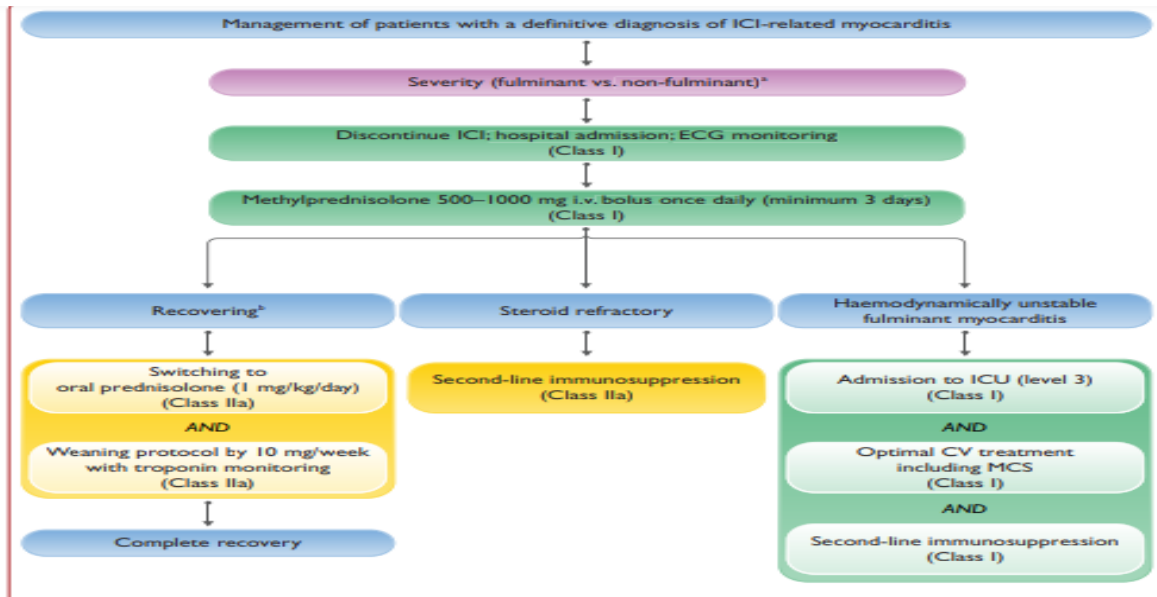 Management of patients with a definitive diagnosis of ICI-related myocarditis
Severity (fulminant vs. non-fulminant)ᵃ
Discontinue ICI; hospital admission; ECG monitoring
(Class I)
Methylprednisolone 500–1000 mg i.v. bolus once daily (minimum 3 days)
(Class I)
Recoveringᵇ
Switching to
oral prednisolone (1 mg/kg/day)
(Class IIa)
AND
Weaning protocol by 10 mg/week
with troponin monitoring
(Class IIa)
Complete recovery
Steroid refractory
Second-line immunosuppression
(Class IIa)
Haemodynamically unstable
fulminant myocarditis
Admission to ICU (level 3)
(Class I)
AND
Optimal CV treatment
including MCS
(Class I)
AND
Second-line immunosuppression
(Class I)